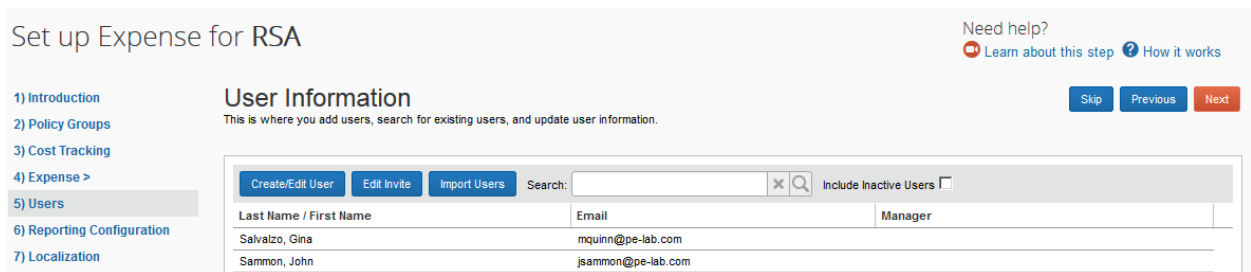 Set up Expense for RSA
Need help?
Learn about this step ? How it works
1) Introduction
2) Policy Groups
3) Cost Tracking
4) Expense >
5) Users
6) Reporting Configuration
7) Localization
User Information
This is where you add users, search for existing users, and update user information.
Skip Previous Next
Create/Edit User Edit Invite Import Users Search: Include Inactive Users
Last Name / First Name Email Manager
Salvalzo, Gina mquinn@pe-lab.com
Sammon, John jsammon@pe-lab.com